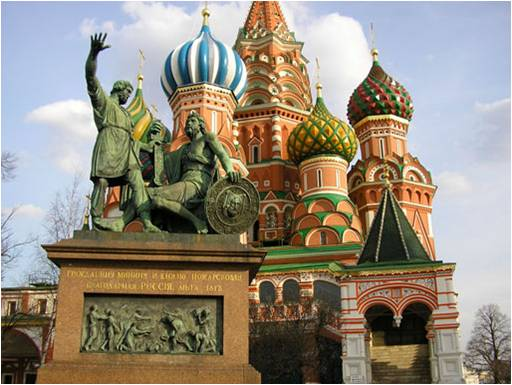 ГРАЖДАНИНУ МИНИНУ И КНЯЗЮ ПОЖАРСКОМУ
БЛАГОДАРНАЯ РОССІЯ. ЛѢТА 1818.